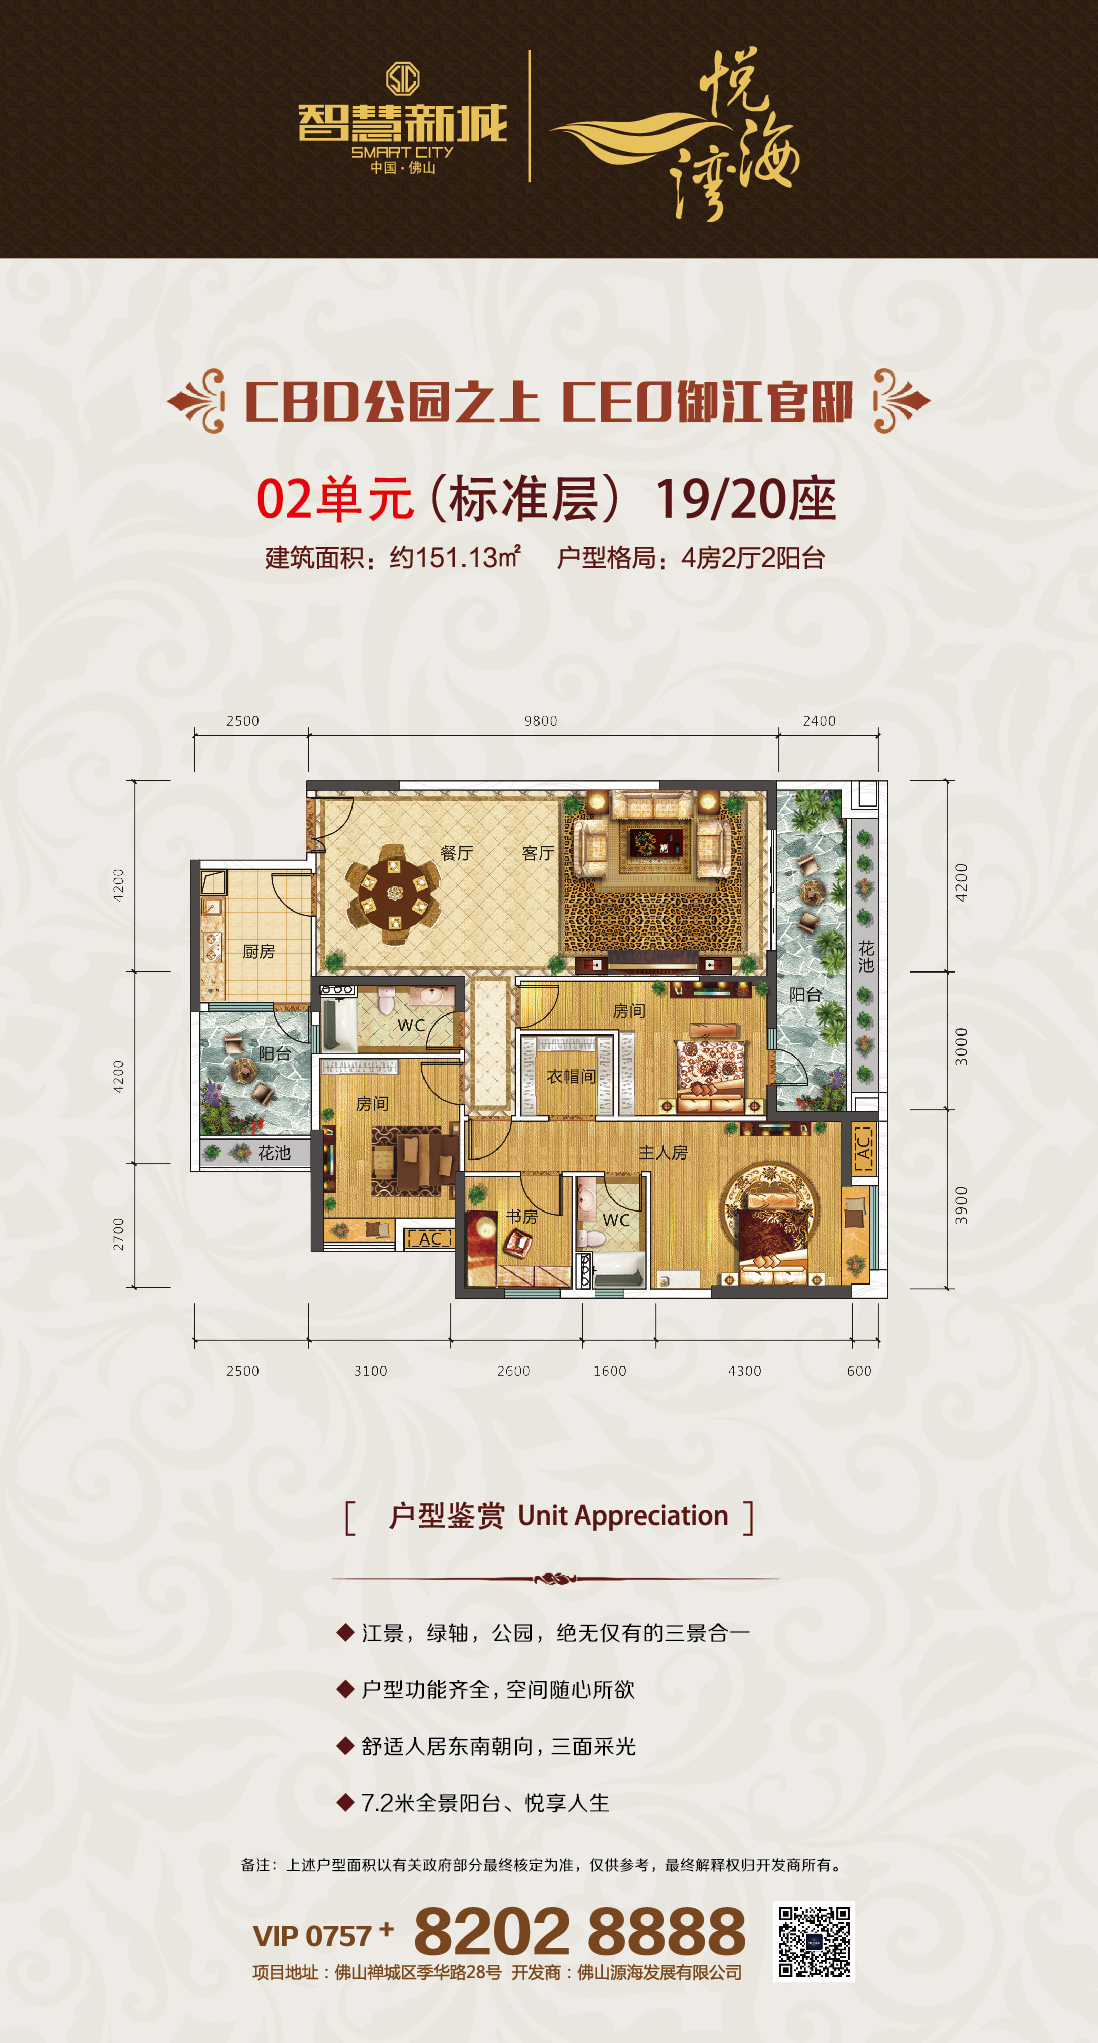 SIC
智慧新城
SMART CITY
中国·佛山
悦海湾
CBD公园之上 CEO御江官邸
02单元（标准层） 19/20座
建筑面积：约151.13㎡ 户型格局：4房2厅2阳台
2500 9800 2400
4200
4200
2700
4200
3000
3900
餐厅 客厅
厨房
花池
阳台
房间
WC
阳台
衣帽间
房间
花池
主人房
AC
书房
WC
AC
2500 3100 2600 1600 4300 600
[ 户型鉴赏 Unit Appreciation ]
◆ 江景，绿轴，公园，绝无仅有的三景合一
◆ 户型功能齐全，空间随心所欲
◆ 舒适人居东南朝向，三面采光
◆ 7.2米全景阳台、悦享人生
备注：上述户型面积以有关政府部分最终核定为准，仅供参考，最终解释权归开发商所有。
VIP 0757+ 8202 8888
项目地址：佛山禅城区季华路28号 开发商：佛山源海发展有限公司